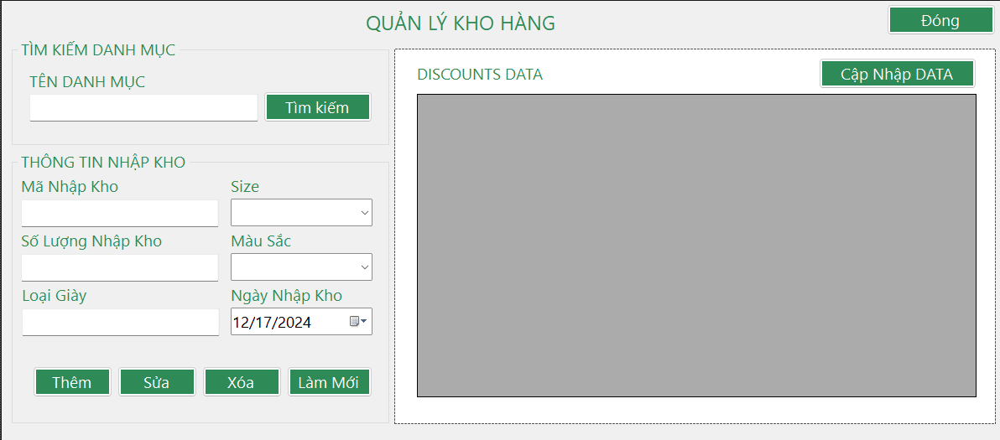 QUẢN LÝ KHO HÀNG
Đóng
TÌM KIẾM DANH MỤC
TÊN DANH MỤC
Tìm kiếm
THÔNG TIN NHẬP KHO
Mã Nhập Kho
Size
Số Lượng Nhập Kho
Màu Sắc
Loại Giày
Ngày Nhập Kho
12/17/2024
Thêm
Sửa
Xóa
Làm Mới
DISCOUNTS DATA
Cập Nhập DATA